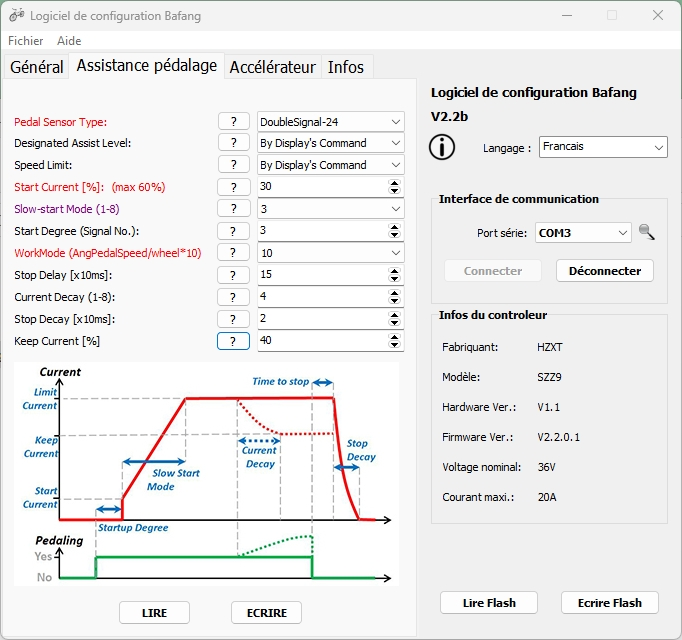 Logiciel de configuration Bafang
Fichier Aide
Général Assistance pédalage Accélérateur Infos
Pedal Sensor Type: ? DoubleSignal-24
Designated Assist Level: ? By Display's Command
Speed Limit: ? By Display's Command
Start Current [%]: (max 60%) ? 30
Slow-start Mode (1-8) ? 3
Start Degree (Signal No.): ? 3
WorkMode (AngPedalSpeed/wheel*10) ? 10
Stop Delay [x10ms]: ? 15
Current Decay (1-8): ? 4
Stop Decay [x10ms]: ? 2
Keep Current [%] ? 40
Current
Limit
Current
Time to stop
Keep
Current
Current
Decay
Stop
Decay
Slow Start
Mode
Start
Current
Startup Degree
Pedaling
Yes
No
LIRE ECRIRE
Logiciel de configuration Bafang
V2.2b
Langage : Francais
Interface de communication
Port série: COM3
Connecter Déconnecter
Infos du controleur
Fabriquant: HZXT
Modèle: SZZ9
Hardware Ver.: V1.1
Firmware Ver.: V2.2.0.1
Voltage nominal: 36V
Courant maxi.: 20A
Lire Flash Ecrire Flash